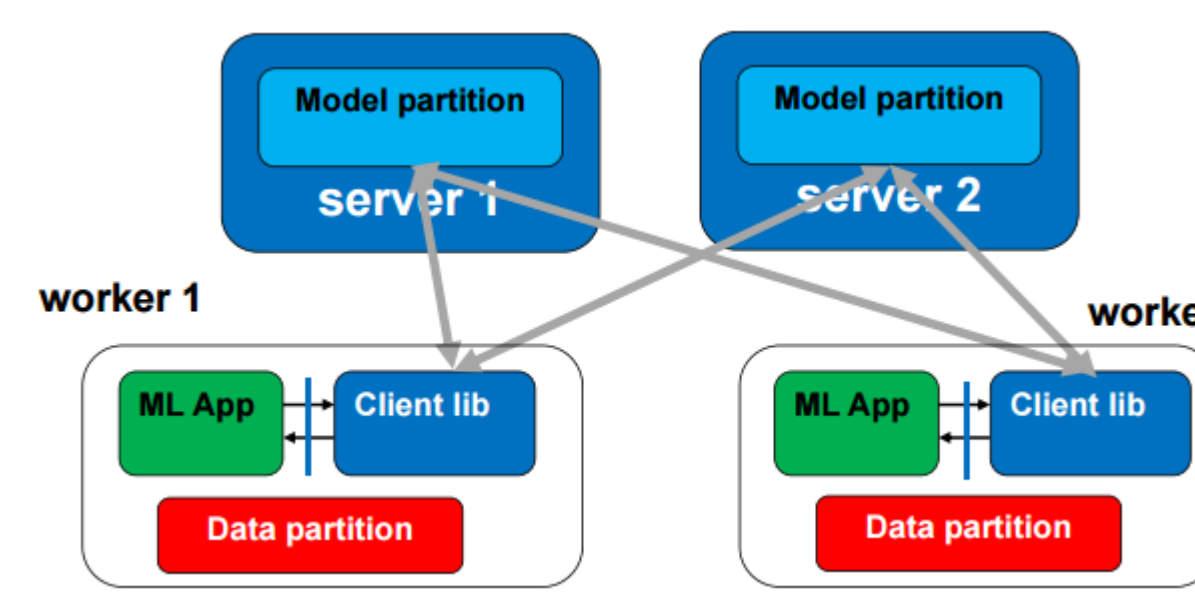 Model partition
server 1
Model partition
server 2
worker 1
worke
ML App
Client lib
Data partition
ML App
Client lib
Data partition